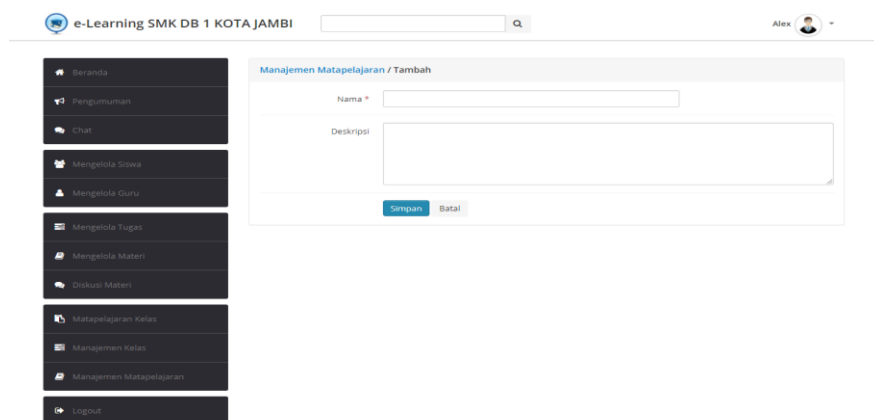 e-Learning SMK DB 1 KOTA JAMBI
Alex
Beranda
Pengumuman
Chat
Mengelola Siswa
Mengelola Guru
Mengelola Tugas
Mengelola Materi
Diskusi Materi
Matapelajaran Kelas
Manajemen Kelas
Manajemen Matapelajaran
Logout
Manajemen Matapelajaran / Tambah
Nama *
Deskripsi
Simpan Batal